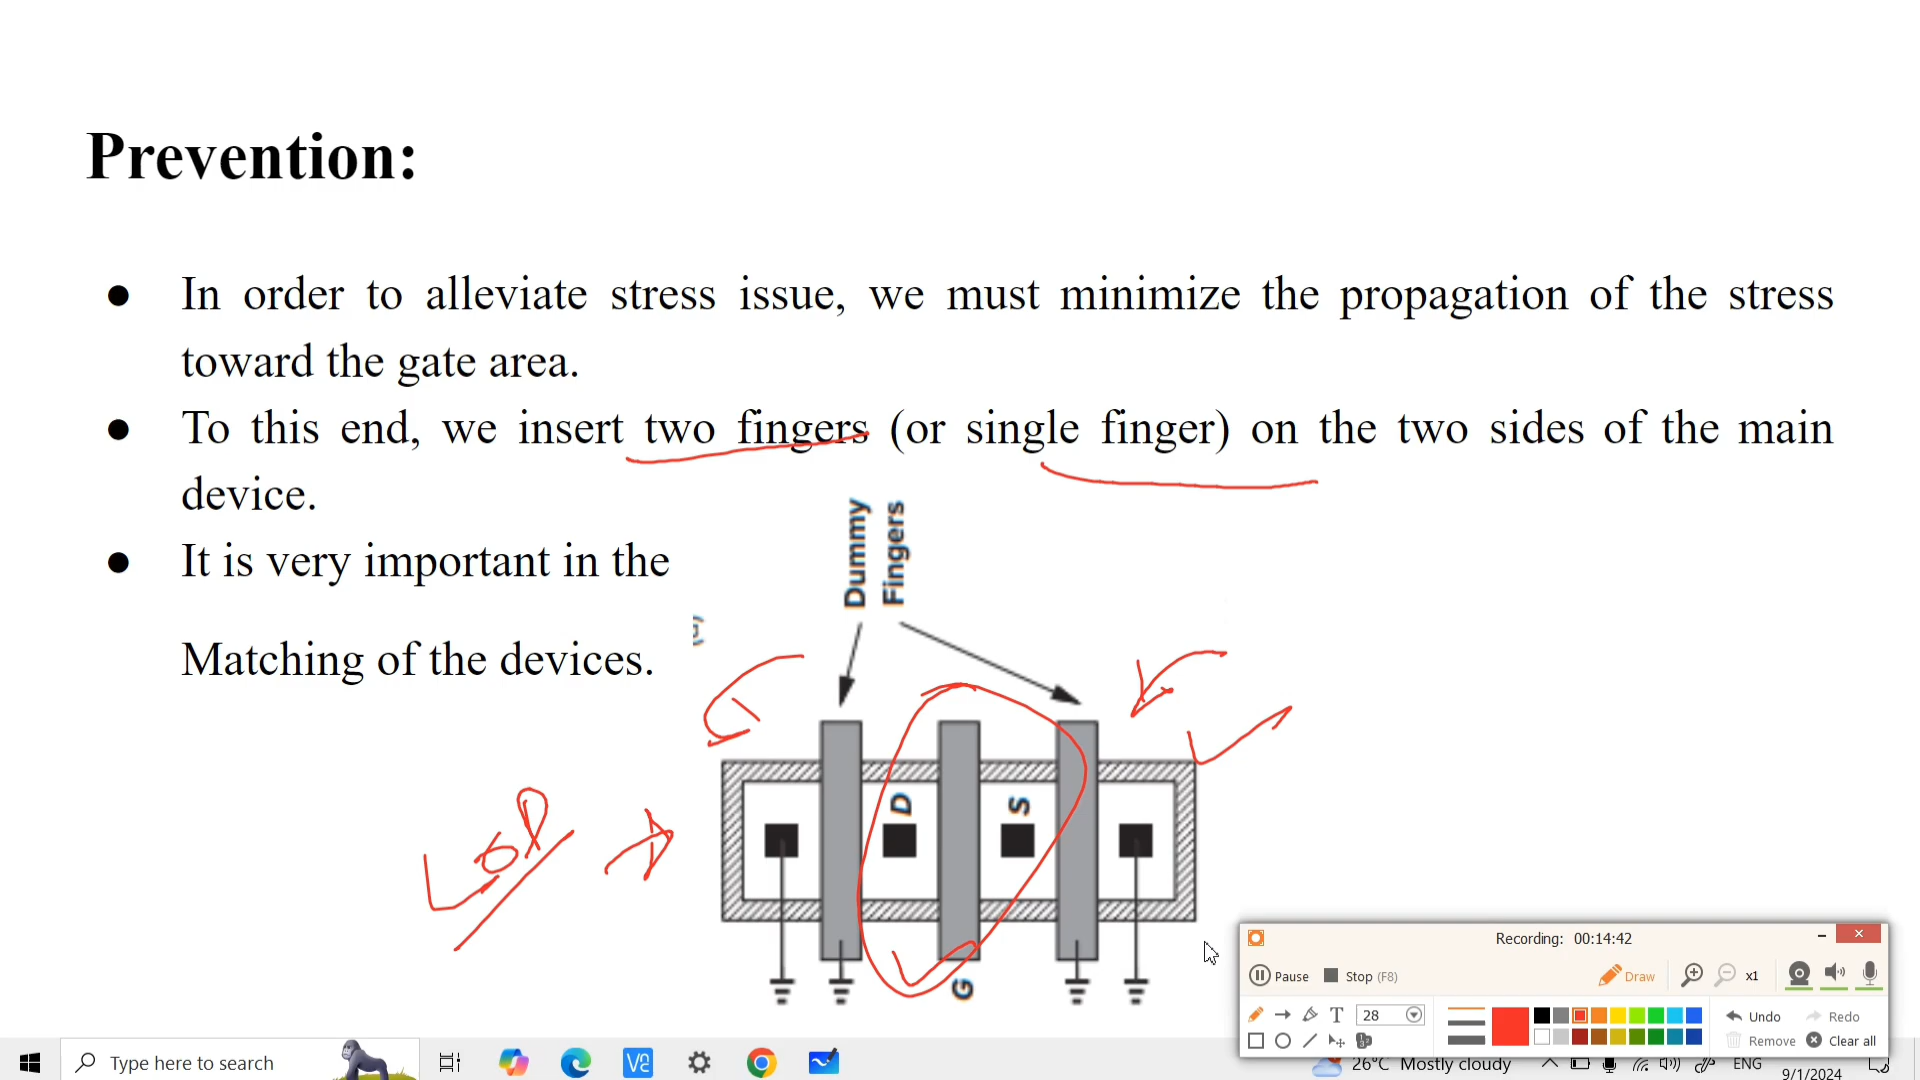 Prevention:
● In order to alleviate stress issue, we must minimize the propagation of the stress
toward the gate area.
● To this end, we insert two fingers (or single finger) on the two sides of the main
device.
● It is very important in the
Matching of the devices.
Dummy
Fingers
D
S
G
LOD
Recording: 00:14:42
Pause
Stop (F8)
Draw
x1
T
28
Undo
Redo
Remove
Clear all
Type here to search
26°C Mostly cloudy
ENG
9/1/2024